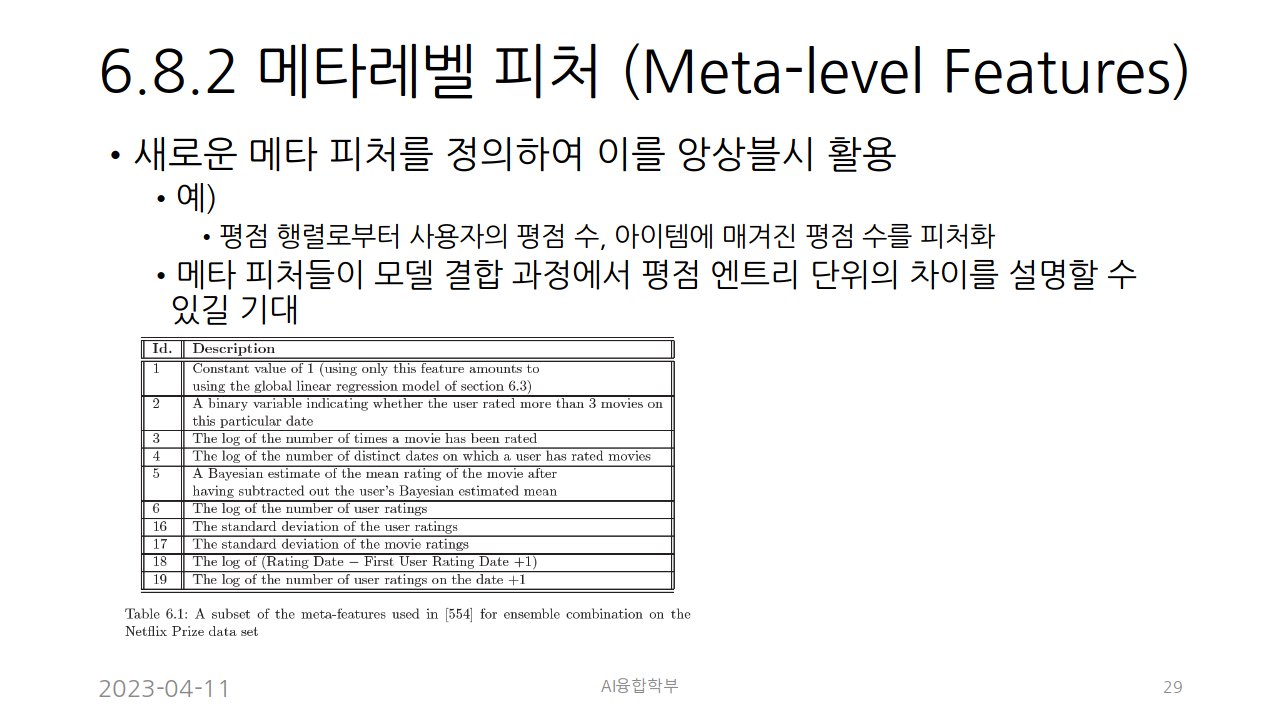 6.8.2 메타레벨 피처 (Meta-level Features)
• 새로운 메타 피처를 정의하여 이를 앙상블시 활용
• 예)
• 평점 행렬로부터 사용자의 평점 수, 아이템에 매겨진 평점 수를 피처화
• 메타 피처들이 모델 결합 과정에서 평점 엔트리 단위의 차이를 설명할 수
있길 기대
Id. Description
1 Constant value of 1 (using only this feature amounts to
using the global linear regression model of section 6.3)
2 A binary variable indicating whether the user rated more than 3 movies on
this particular date
3 The log of the number of times a movie has been rated
4 The log of the number of distinct dates on which a user has rated movies
5 A Bayesian estimate of the mean rating of the movie after
having subtracted out the user's Bayesian estimated mean
6 The log of the number of user ratings
16 The standard deviation of the user ratings
17 The standard deviation of the movie ratings
18 The log of (Rating Date − First User Rating Date +1)
19 The log of the number of user ratings on the date +1
Table 6.1: A subset of the meta-features used in [554] for ensemble combination on the
Netflix Prize data set
2023-04-11
AI융합학부
29